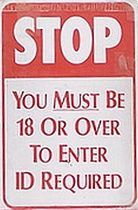 STOP
YOU MUST BE
18 OR OVER
TO ENTER
ID REQUIRED